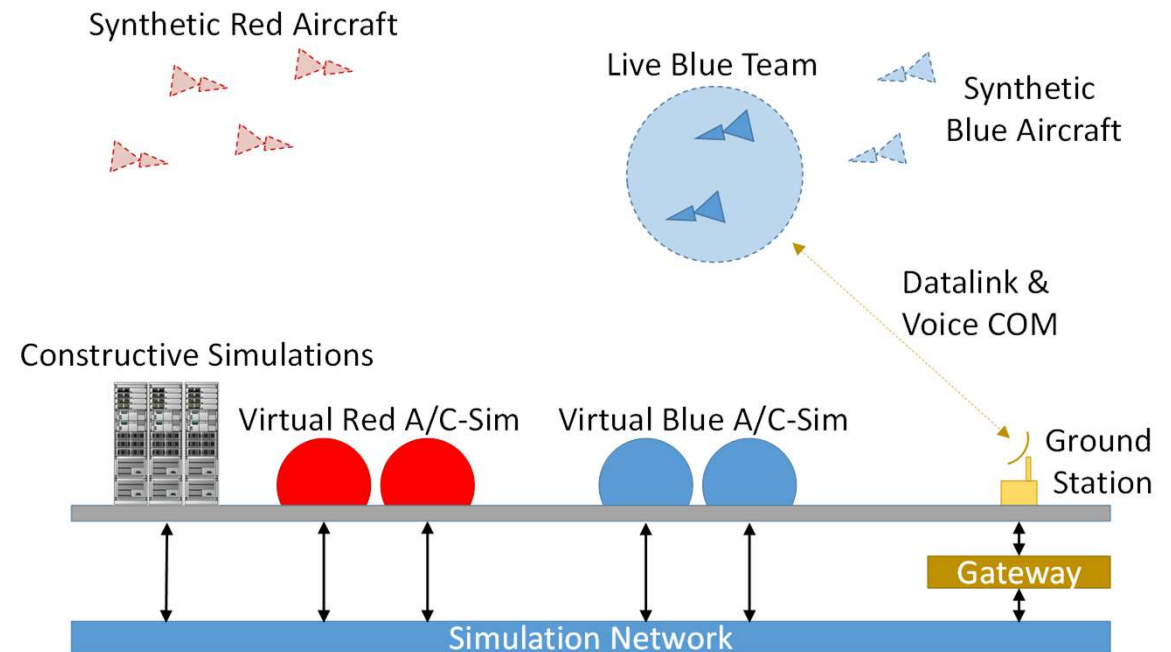 Synthetic Red Aircraft
Live Blue Team
Synthetic
Blue Aircraft
Datalink &
Voice COM
Constructive Simulations
Virtual Red A/C-Sim
Virtual Blue A/C-Sim
Ground
Station
Gateway
Simulation Network